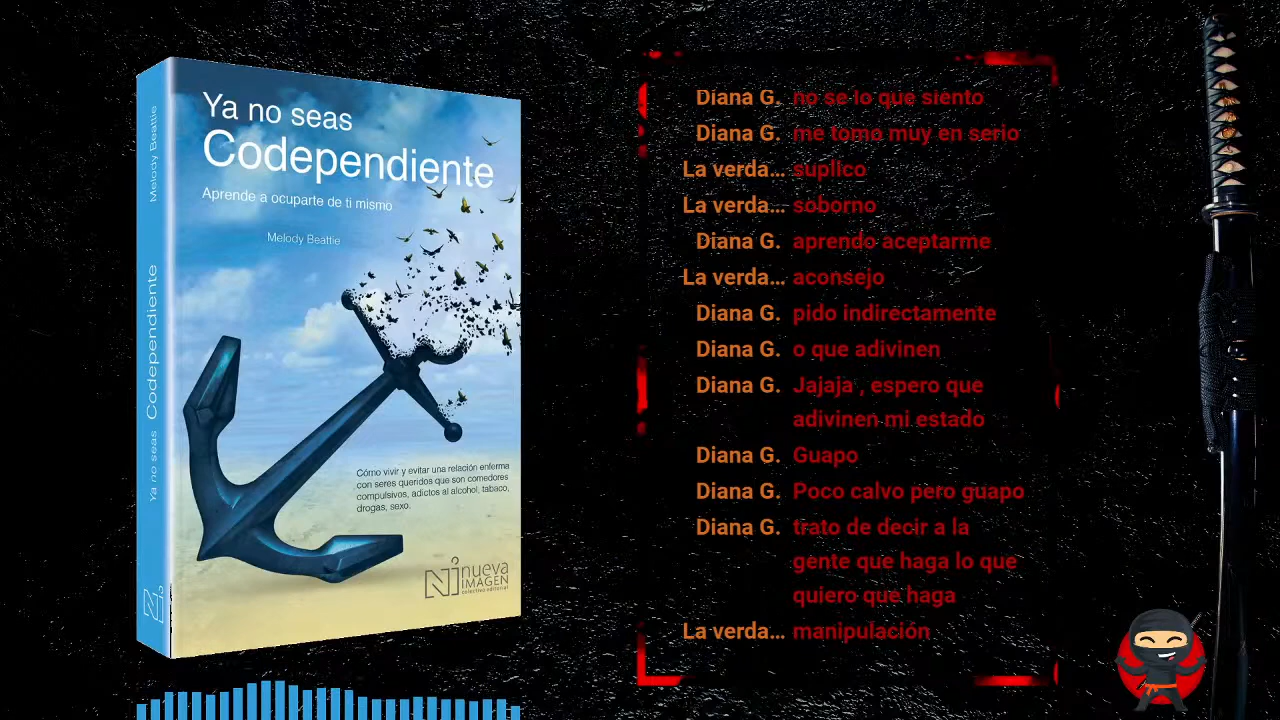 Ya no seas
Codependiente
Aprende a ocuparte de ti mismo
Melody Beattie
Cómo vivir y evitar una relación enferma
con seres queridos que son comedores
compulsivos, adictos al alcohol, tabaco,
drogas, sexo.
nueva
IMAGEN
colectivo editorial
Melody Beattie
Codependiente
Ya no seas
Diana G. no se lo que siento
Diana G. me tomo muy en serio
La verda... suplico
La verda... soborno
Diana G. aprendo aceptarme
La verda... aconsejo
Diana G. pido indirectamente
Diana G. o que adivinen
Diana G. Jajaja , espero que
adivinen mi estado
Diana G. Guapo
Diana G. Poco calvo pero guapo
Diana G. trato de decir a la
gente que haga lo que
quiero que haga
La verda... manipulación